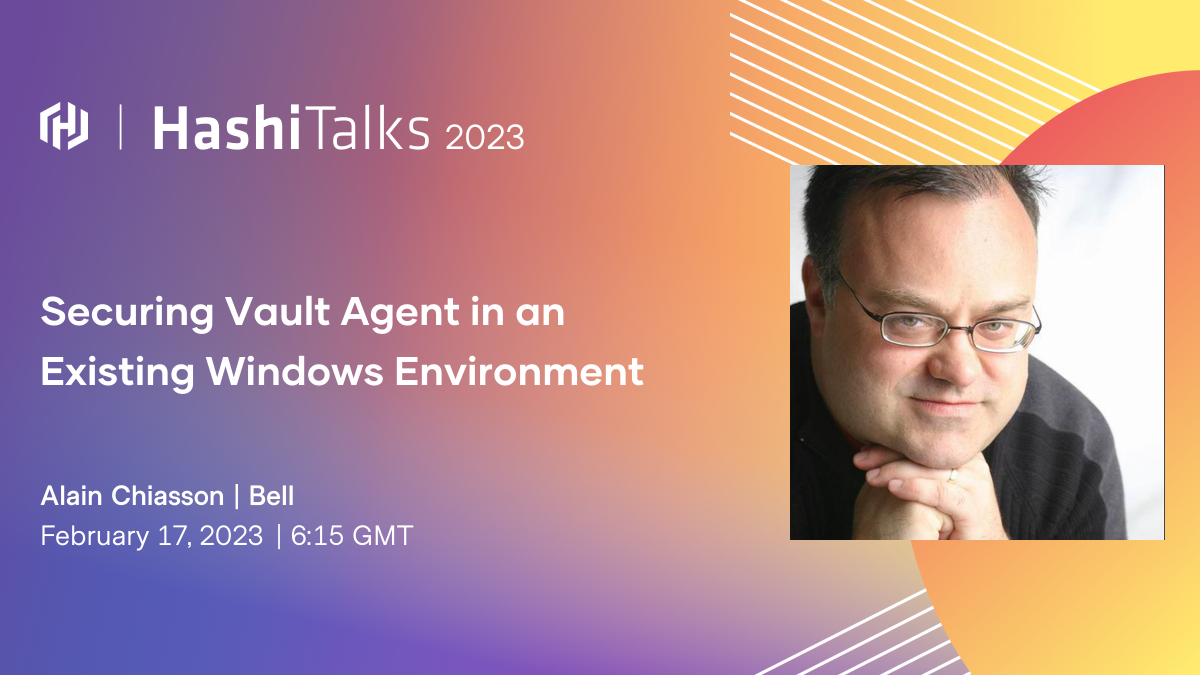 HashiTalks 2023
Securing Vault Agent in an
Existing Windows Environment
Alain Chiasson | Bell
February 17, 2023 | 6:15 GMT